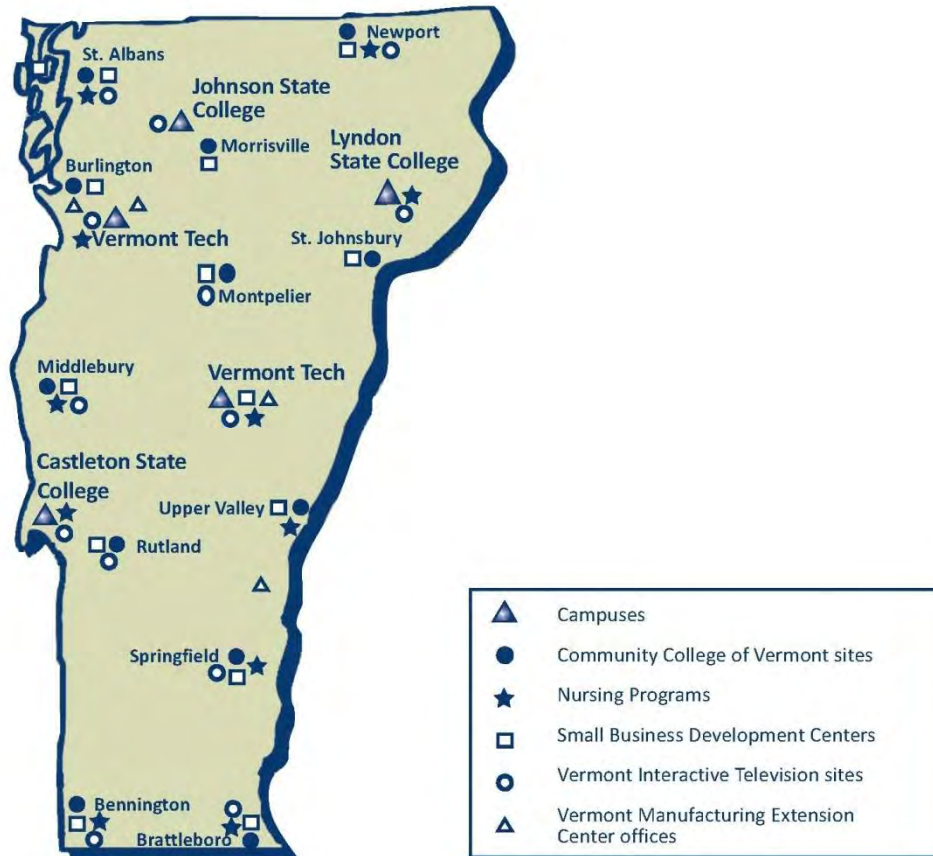 Newport
St. Albans
Johnson State
College
Morrisville
Lyndon
State College
Burlington
Vermont Tech
St. Johnsbury
Montpelier
Middlebury
Vermont Tech
Castleton State
College
Upper Valley
Rutland
Springfield
Bennington
Brattleboro
Campuses
Community College of Vermont sites
Nursing Programs
Small Business Development Centers
Vermont Interactive Television sites
Vermont Manufacturing Extension
Center offices